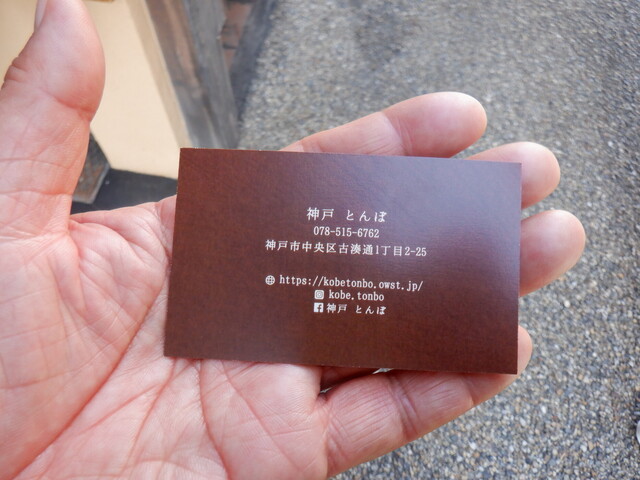 神戸 とんぼ
078-515-6762
神戸市中央区古湊通1丁目2-25
https://kobetonbo.owst.jp/
kobe.tonbo
神戸 とんぼ